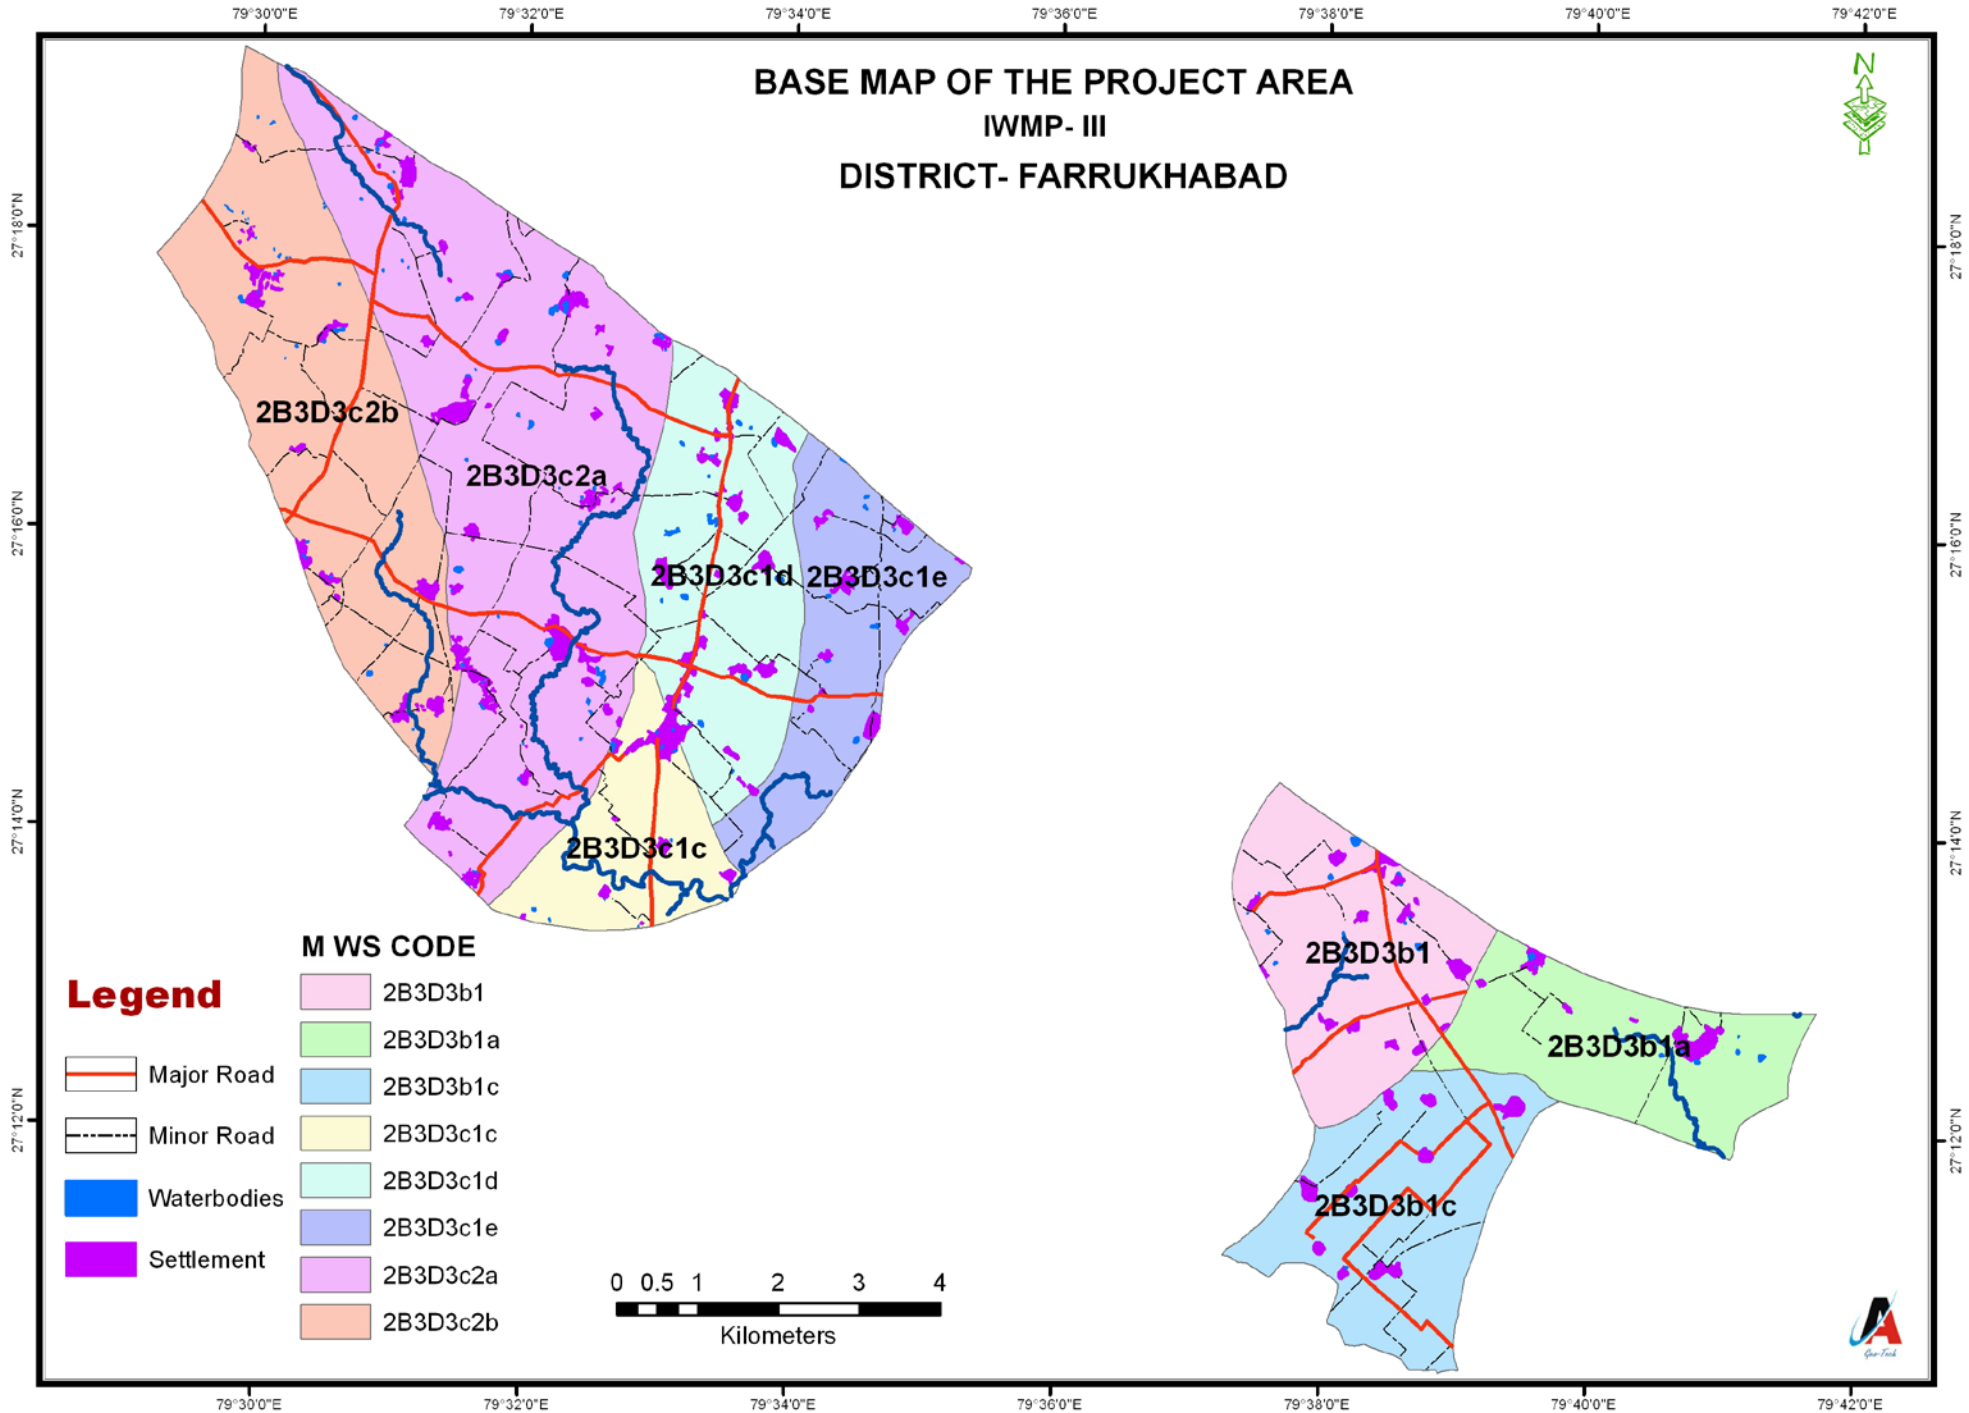 79°30'0"E 79°32'0"E 79°34'0"E 79°36'0"E 79°38'0"E 79°40'0"E 79°42'0"E
BASE MAP OF THE PROJECT AREA
IWMP- III
DISTRICT- FARRUKHABAD
N
27°18'0"N
27°18'0"N
2B3D3c2b
2B3D3c2a
27°16'0"N
27°16'0"N
2B3D3c1d
2B3D3c1e
27°14'0"N
27°14'0"N
2B3D3c1c
2B3D3b1
2B3D3b1a
27°12'0"N
27°12'0"N
2B3D3b1c
Legend
Major Road
Minor Road
Waterbodies
Settlement
M WS CODE
2B3D3b1
2B3D3b1a
2B3D3b1c
2B3D3c1c
2B3D3c1d
2B3D3c1e
2B3D3c2a
2B3D3c2b
0 0.5 1 2 3 4
Kilometers
A
Geo-Tech
79°30'0"E 79°32'0"E 79°34'0"E 79°36'0"E 79°38'0"E 79°40'0"E 79°42'0"E